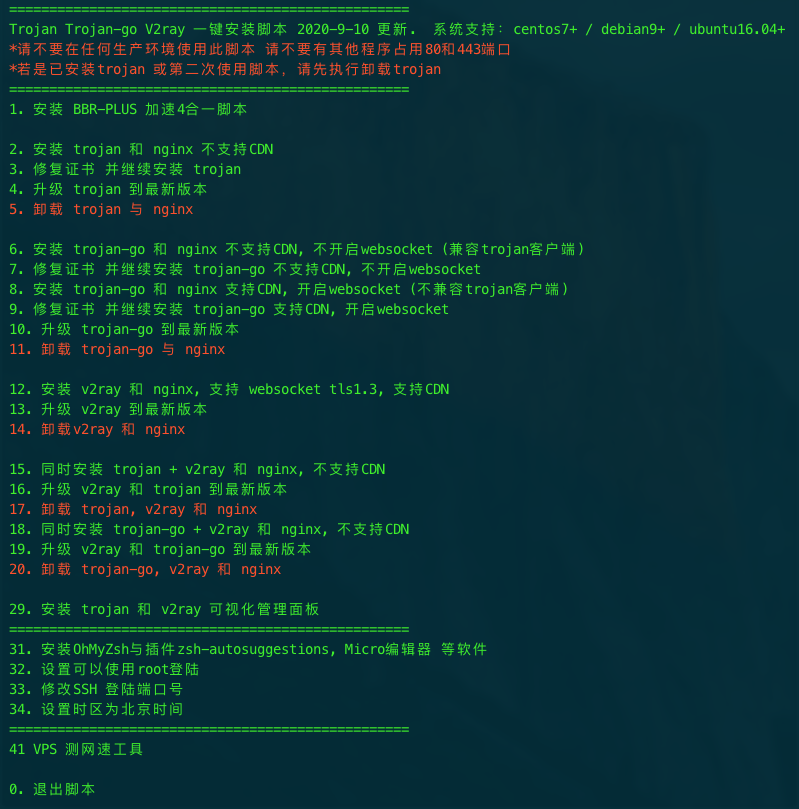 ==================================================
Trojan Trojan-go V2ray 一键安装脚本 2020-9-10 更新.  系统支持: centos7+ / debian9+ / ubuntu16.04+
*请不要在任何生产环境使用此脚本 请不要有其他程序占用80和443端口
*若是已安装trojan 或第二次使用脚本, 请先执行卸载trojan
==================================================
1. 安装 BBR-PLUS 加速4合一脚本
2. 安装 trojan 和 nginx 不支持CDN
3. 修复证书 并继续安装 trojan
4. 升级 trojan 到最新版本
5. 卸载 trojan 与 nginx
6. 安装 trojan-go 和 nginx 不支持CDN, 不开启websocket (兼容trojan客户端)
7. 修复证书 并继续安装 trojan-go 不支持CDN, 不开启websocket
8. 安装 trojan-go 和 nginx 支持CDN, 开启websocket (不兼容trojan客户端)
9. 修复证书 并继续安装 trojan-go 支持CDN, 开启websocket
10. 升级 trojan-go 到最新版本
11. 卸载 trojan-go 与 nginx
12. 安装 v2ray 和 nginx, 支持 websocket tls1.3, 支持CDN
13. 升级 v2ray 到最新版本
14. 卸载v2ray 和 nginx
15. 同时安装 trojan + v2ray 和 nginx, 不支持CDN
16. 升级 v2ray 和 trojan 到最新版本
17. 卸载 trojan, v2ray 和 nginx
18. 同时安装 trojan-go + v2ray 和 nginx, 不支持CDN
19. 升级 v2ray 和 trojan-go 到最新版本
20. 卸载 trojan-go, v2ray 和 nginx
29. 安装 trojan 和 v2ray 可视化管理面板
==================================================
31. 安装OhMyZsh与插件zsh-autosuggestions, Micro编辑器 等软件
32. 设置可以使用root登陆
33. 修改SSH 登陆端口号
34. 设置时区为北京时间
==================================================
41 VPS 测网速工具
0. 退出脚本